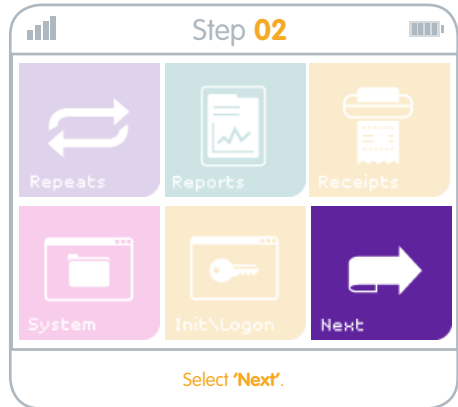 Step 02
Repeats
Reports
Receipts
System
Init\Logon
Next
Select 'Next'.